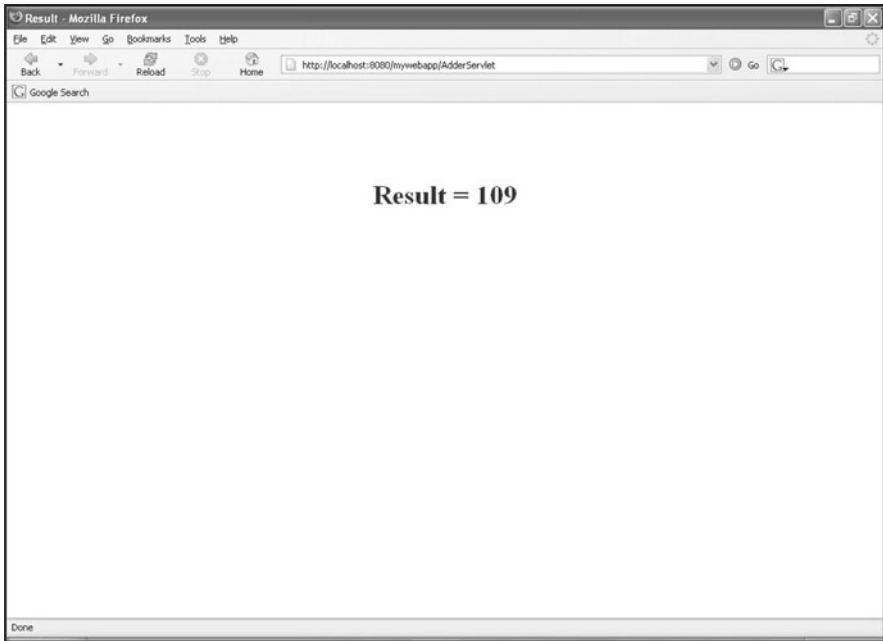 Result - Mozilla Firefox
File Edit View Go Bookmarks Tools Help
Back Forward Reload Stop Home http://localhost:8080/mywebapp/AdderServlet Go G
G Google Search
Result = 109
Done